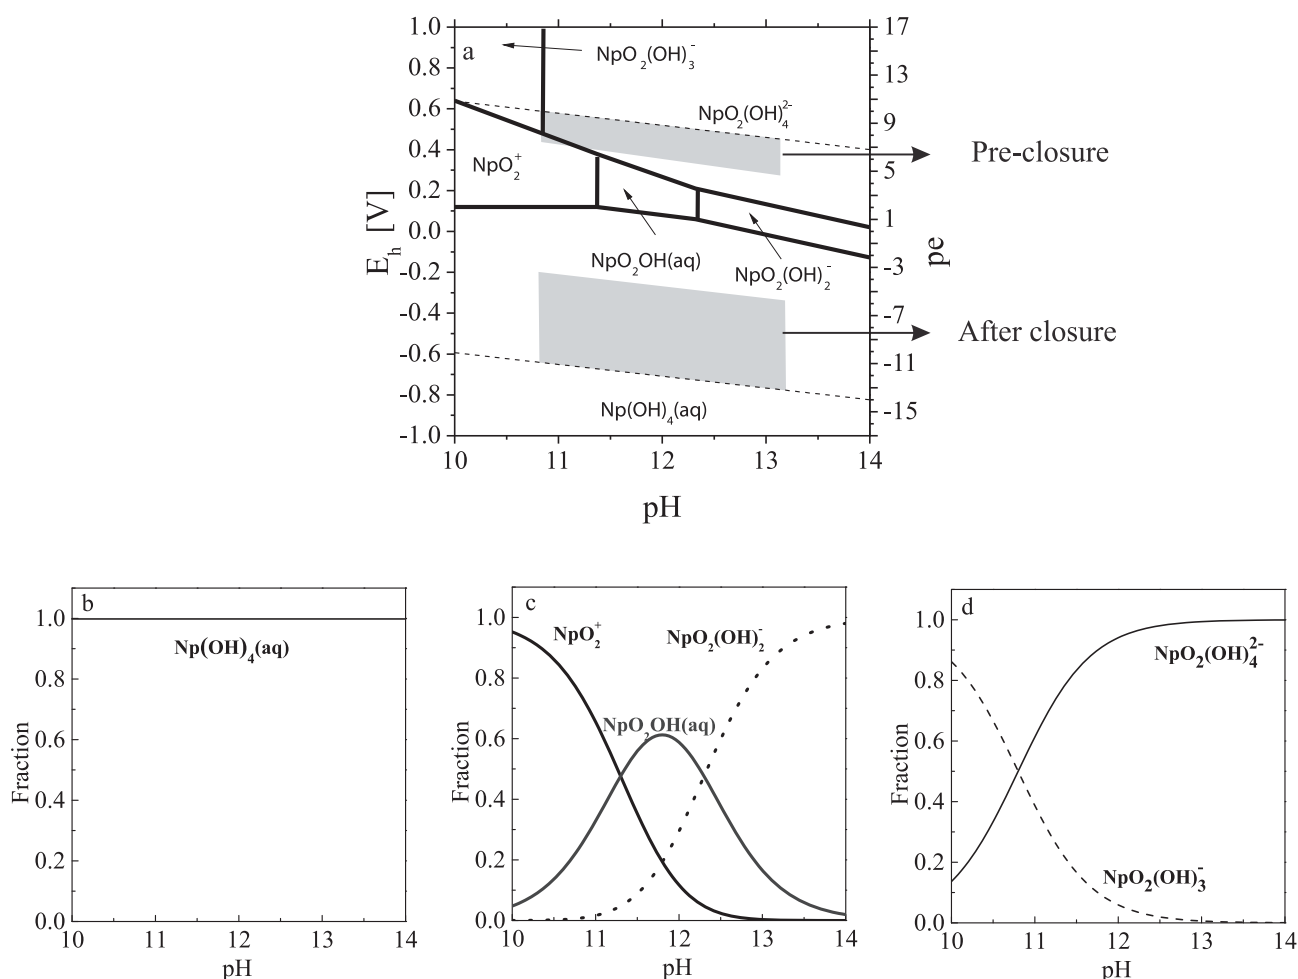 a
1.0
0.8
0.6
0.4
0.2
0.0
-0.2
-0.4
-0.6
-0.8
-1.0
E_h [V]
17
13
9
5
1
-3
-7
-11
-15
pe
NpO₂(OH)₃⁻
NpO₂(OH)₄²⁻
NpO₂⁺
NpO₂OH(aq)
NpO₂(OH)₂⁻
Np(OH)₄(aq)
Pre-closure
After closure
10 11 12 13 14
pH
b
1.0
0.8
0.6
0.4
0.2
0.0
Fraction
Np(OH)₄(aq)
10 11 12 13 14
pH
c
1.0
0.8
0.6
0.4
0.2
0.0
Fraction
NpO₂⁺
NpO₂(OH)₂⁻
NpO₂OH(aq)
10 11 12 13 14
pH
d
1.0
0.8
0.6
0.4
0.2
0.0
Fraction
NpO₂(OH)₄²⁻
NpO₂(OH)₃⁻
10 11 12 13 14
pH